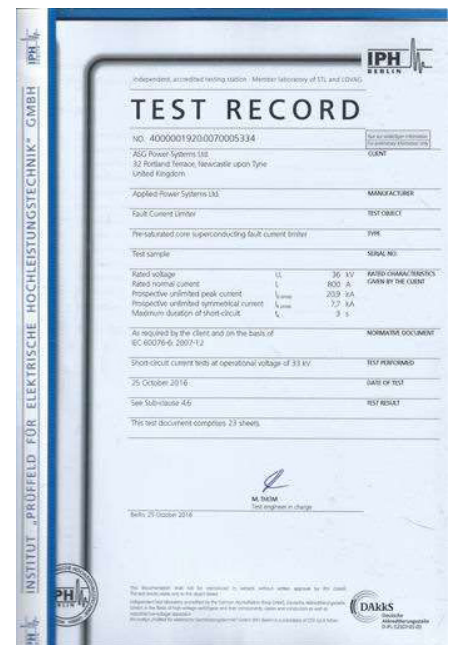 IPH
BERLIN
Independent, accredited testing station · Member laboratory of STL and LOVAG
TEST RECORD
NO. 40000019200070005334
CLIENT
ASG Power Systems Ltd.
32 Portland Terrace, Newcastle upon Tyne
United Kingdom
Applied Power Systems Ltd. MANUFACTURER
Fault Current Limiter TEST OBJECT
Pre-saturated core superconducting fault current limiter TYPE
Test sample SERIAL NO.
Rated voltage 36 kV RATED CHARACTERISTICS
Rated normal current 800 A GIVEN BY THE CLIENT
Prospective unlimited peak current 20,9 kA
Prospective unlimited symmetrical current 7,7 kA
Maximum duration of short-circuit 3 s
As required by the client and on the basis of NORMATIVE DOCUMENT
IEC 60076-6: 2007-12
Short-circuit current tests at operational voltage of 33 kV TEST PERFORMED
25 October 2016 DATE OF TEST
See Sub-clause 4.6 TEST RESULT
This test document comprises 23 sheets.
M. THEIM
Test engineer in charge
Berlin, 25 October 2016
INSTITUT „PRÜFFELD FÜR ELEKTRISCHE HOCHLEISTUNGSTECHNIK" GMBH
IPH
IPH
DAkkS
Deutsche
Akkreditierungsstelle